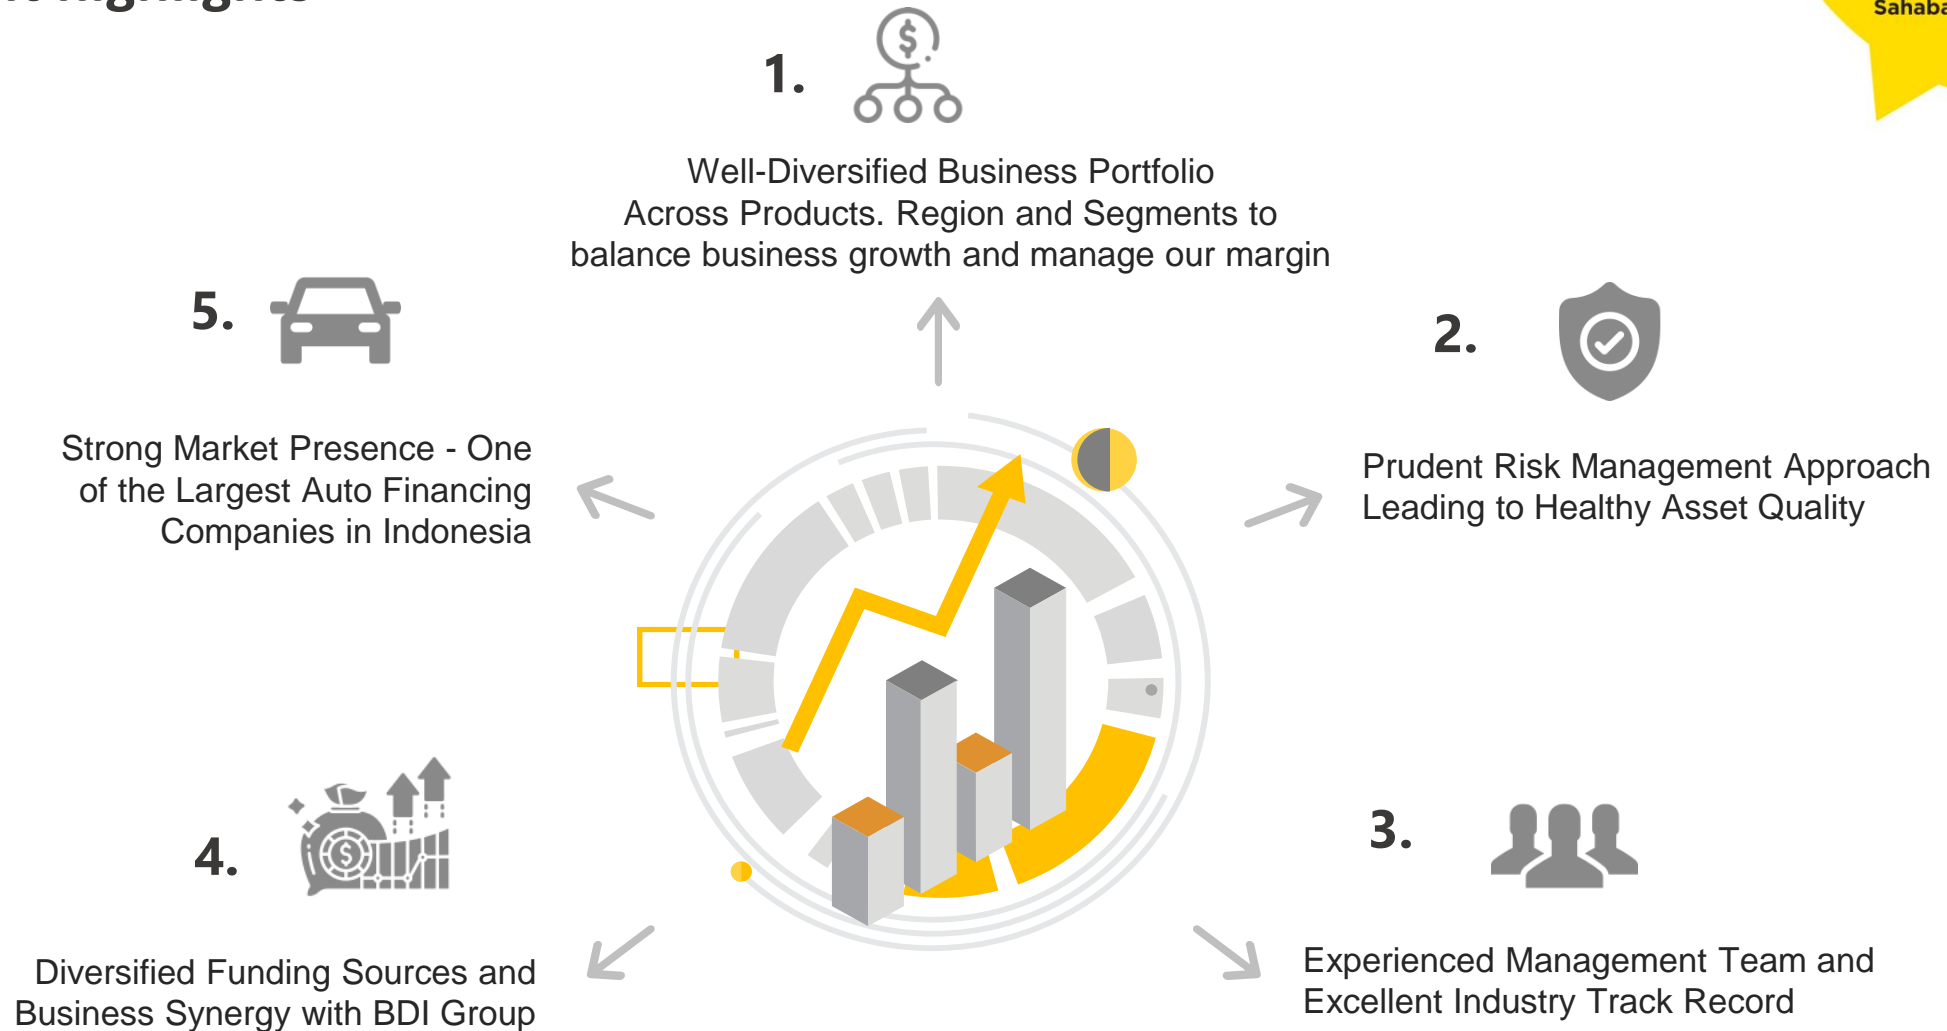 1.
Well-Diversified Business Portfolio
Across Products. Region and Segments to
balance business growth and manage our margin
2.
Prudent Risk Management Approach
Leading to Healthy Asset Quality
3.
Experienced Management Team and
Excellent Industry Track Record
4.
Diversified Funding Sources and
Business Synergy with BDI Group
5.
Strong Market Presence - One
of the Largest Auto Financing
Companies in Indonesia